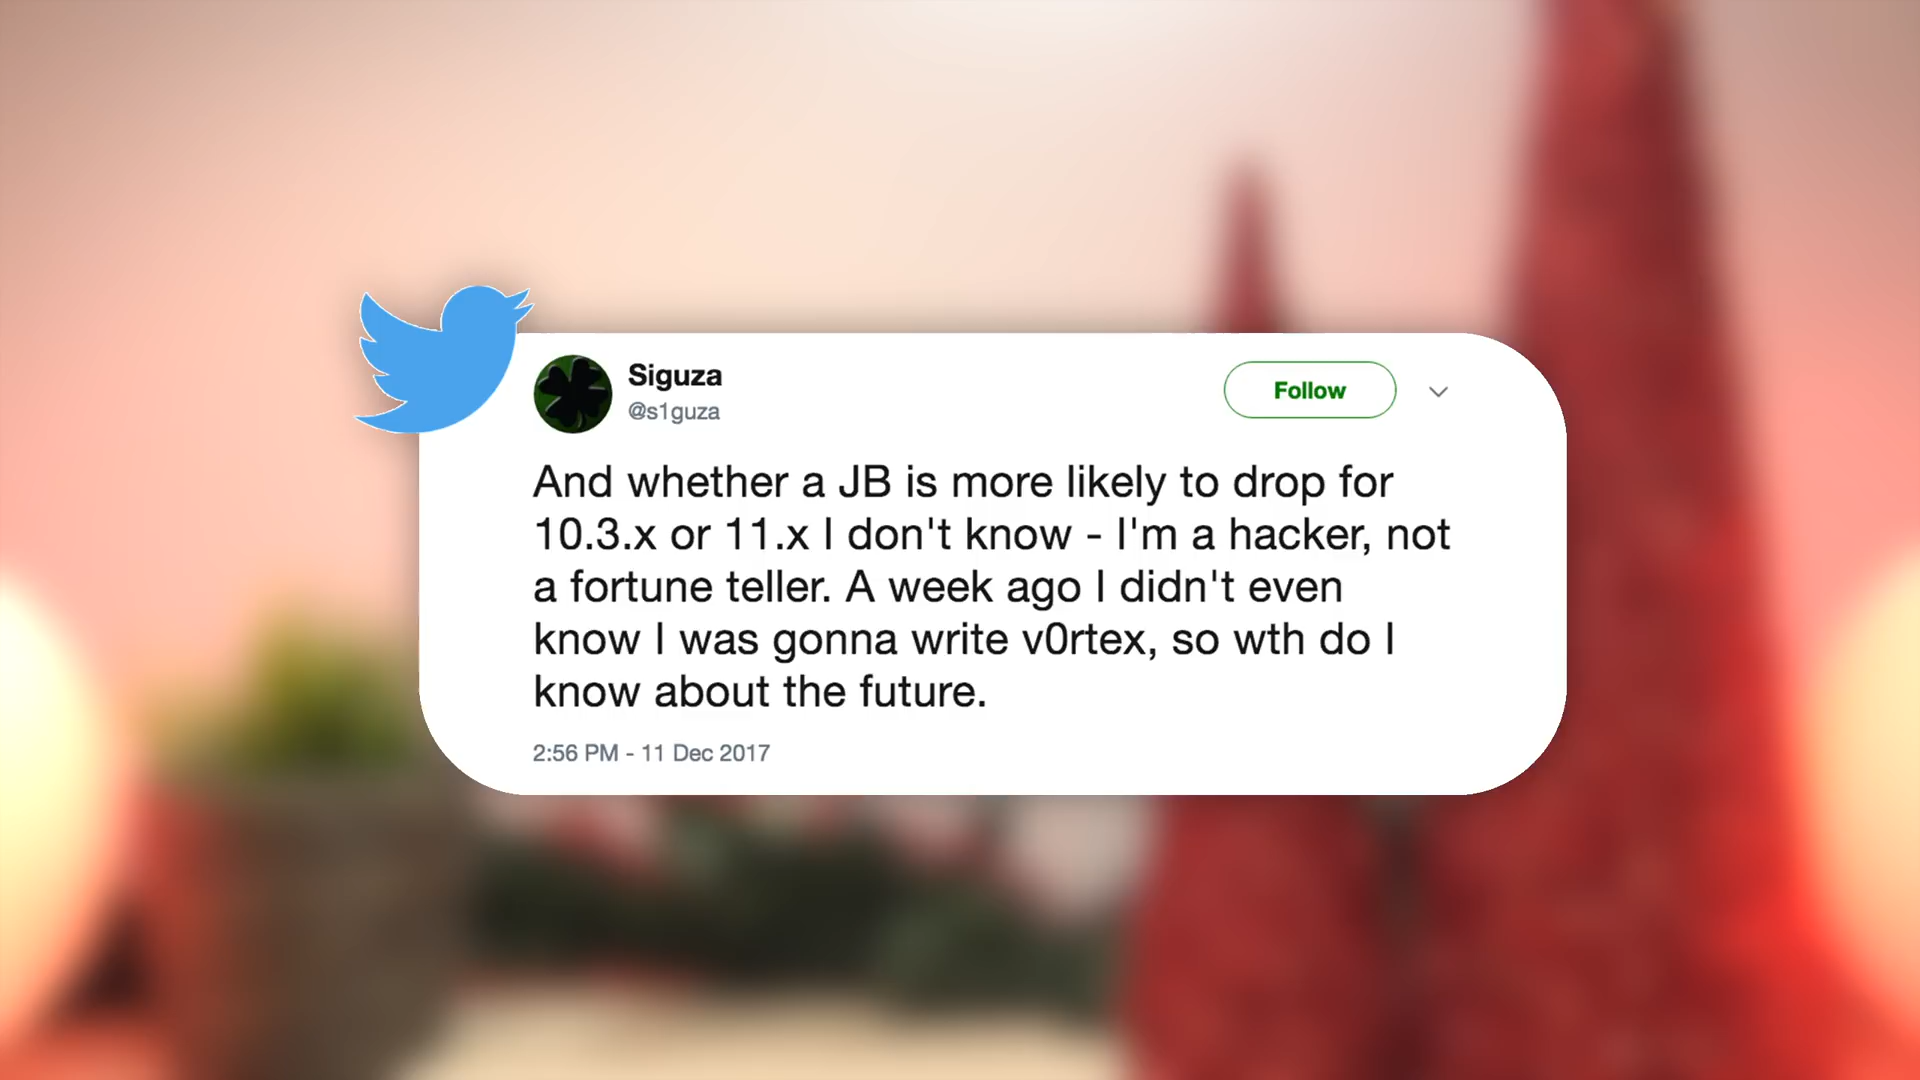 Siguza
@s1guza
Follow
And whether a JB is more likely to drop for
10.3.x or 11.x I don't know - I'm a hacker, not
a fortune teller. A week ago I didn't even
know I was gonna write v0rtex, so wth do I
know about the future.
2:56 PM - 11 Dec 2017